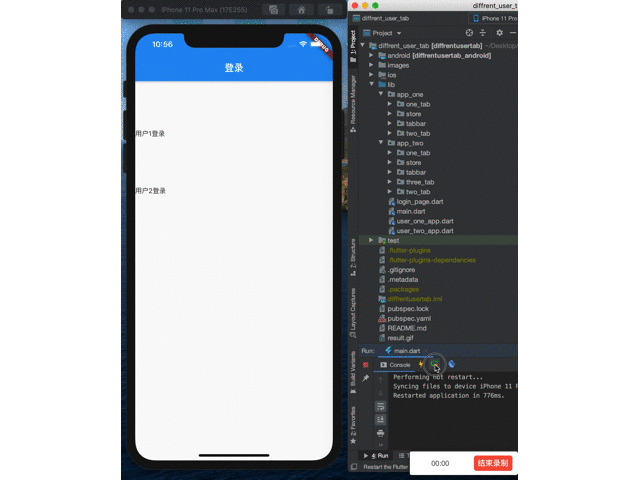 iPhone 11 Pro Max (17E255)
10:56
DEBUG
登录
用户1登录
用户2登录
diffrent_user_t
diffrent_user_tab
iPhone 11 Pro
Project
diffrent_user_tab [diffrentusertab] ~/Desktop/
android [diffrentusertab_android]
images
ios
lib
app_one
one_tab
store
tabbar
two_tab
app_two
one_tab
store
tabbar
three_tab
two_tab
login_page.dart
main.dart
user_one_app.dart
user_two_app.dart
test
.flutter-plugins
.flutter-plugins-dependencies
.gitignore
.metadata
.packages
diffrentusertab.iml
pubspec.lock
pubspec.yaml
README.md
result.gif
1: Project
Resource Manager
Z: Structure
Layout Captures
Build Variants
2: Favorites
Run:
main.dart
Console
Performing hot restart...
Syncing files to device iPhone 11 P
Restarted application in 776ms.
4: Run
Restart the Flutter
00:00
结束录制